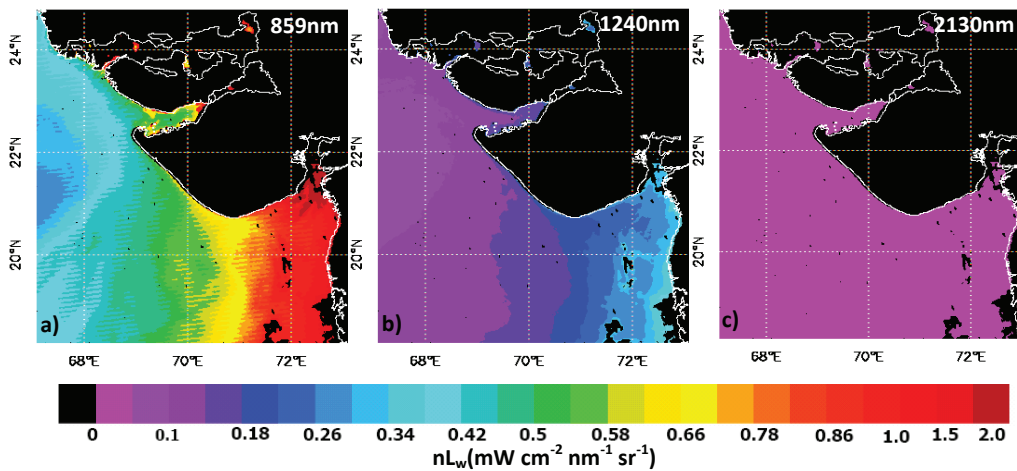 859nm
1240nm
2130nm
24°N
22°N
20°N
a)
68°E
70°E
72°E
24°N
22°N
20°N
b)
68°E
70°E
72°E
24°N
22°N
20°N
c)
68°E
70°E
72°E
0
0.1
0.18
0.26
0.34
0.42
0.5
0.58
0.66
0.78
0.86
1.0
1.5
2.0
nLw(mW cm-2 nm-1 sr-1)